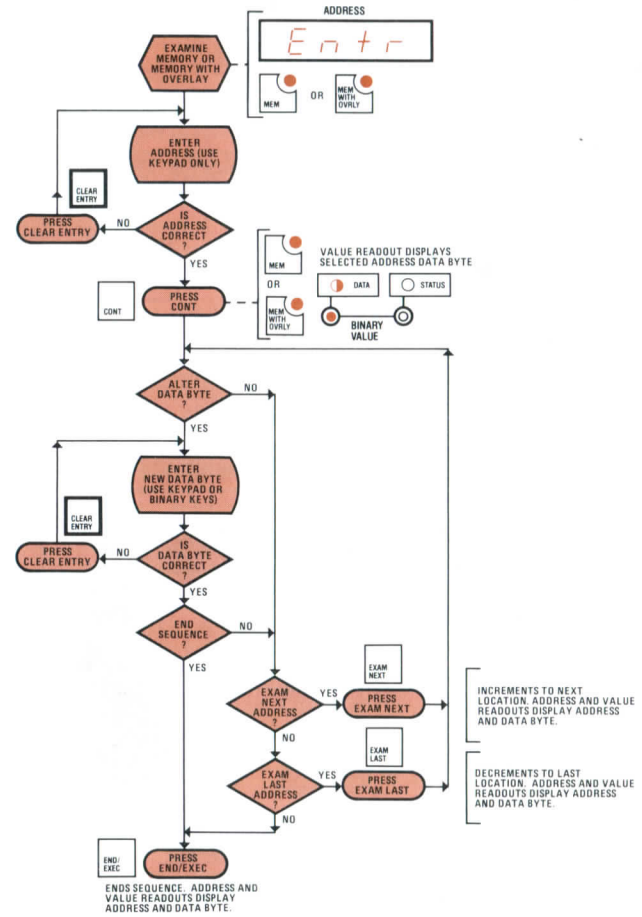 ADDRESS
Entr
EXAMINE
MEMORY OR
MEMORY WITH
OVERLAY
MEM
OR
MEM
WITH
OVRLY
ENTER
ADDRESS (USE
KEYPAD ONLY)
CLEAR
ENTRY
PRESS
CLEAR ENTRY
NO
IS
ADDRESS
CORRECT
?
YES
MEM
OR
MEM
WITH
OVRLY
VALUE READOUT DISPLAYS
SELECTED ADDRESS DATA BYTE
DATA
STATUS
BINARY
VALUE
CONT
PRESS
CONT
ALTER
DATA BYTE
?
NO
YES
ENTER
NEW DATA BYTE
(USE KEYPAD OR
BINARY KEYS)
CLEAR
ENTRY
PRESS
CLEAR ENTRY
NO
IS
DATA BYTE
CORRECT
?
YES
END
SEQUENCE
?
NO
YES
EXAM
NEXT
ADDRESS
?
YES
EXAM
NEXT
PRESS
EXAM NEXT
NO
INCREMENTS TO NEXT
LOCATION. ADDRESS AND VALUE
READOUTS DISPLAY ADDRESS
AND DATA BYTE.
EXAM
LAST
ADDRESS
?
YES
EXAM
LAST
PRESS
EXAM LAST
NO
DECREMENTS TO LAST
LOCATION. ADDRESS AND VALUE
READOUTS DISPLAY ADDRESS
AND DATA BYTE.
END/
EXEC
PRESS
END/EXEC
ENDS SEQUENCE. ADDRESS AND
VALUE READOUTS DISPLAY
ADDRESS AND DATA BYTE.